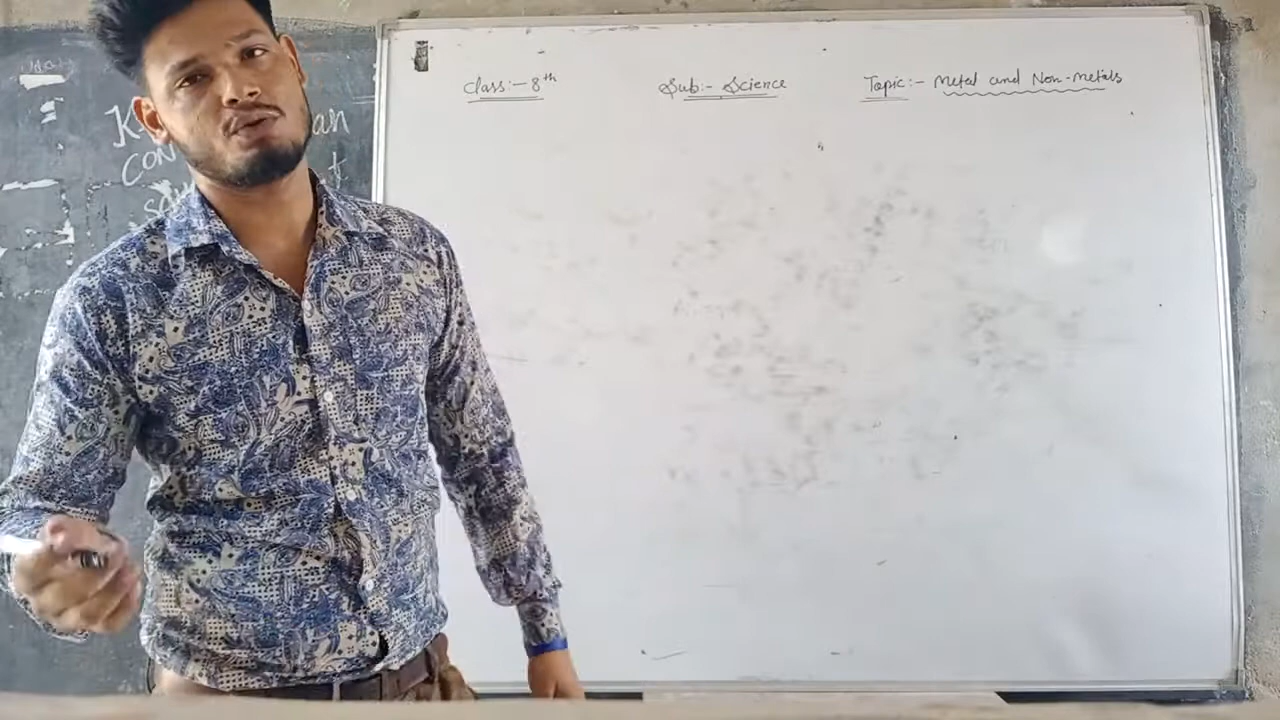 Class:- 8th
Sub:- Science
Topic:- Metal and Non-Metals